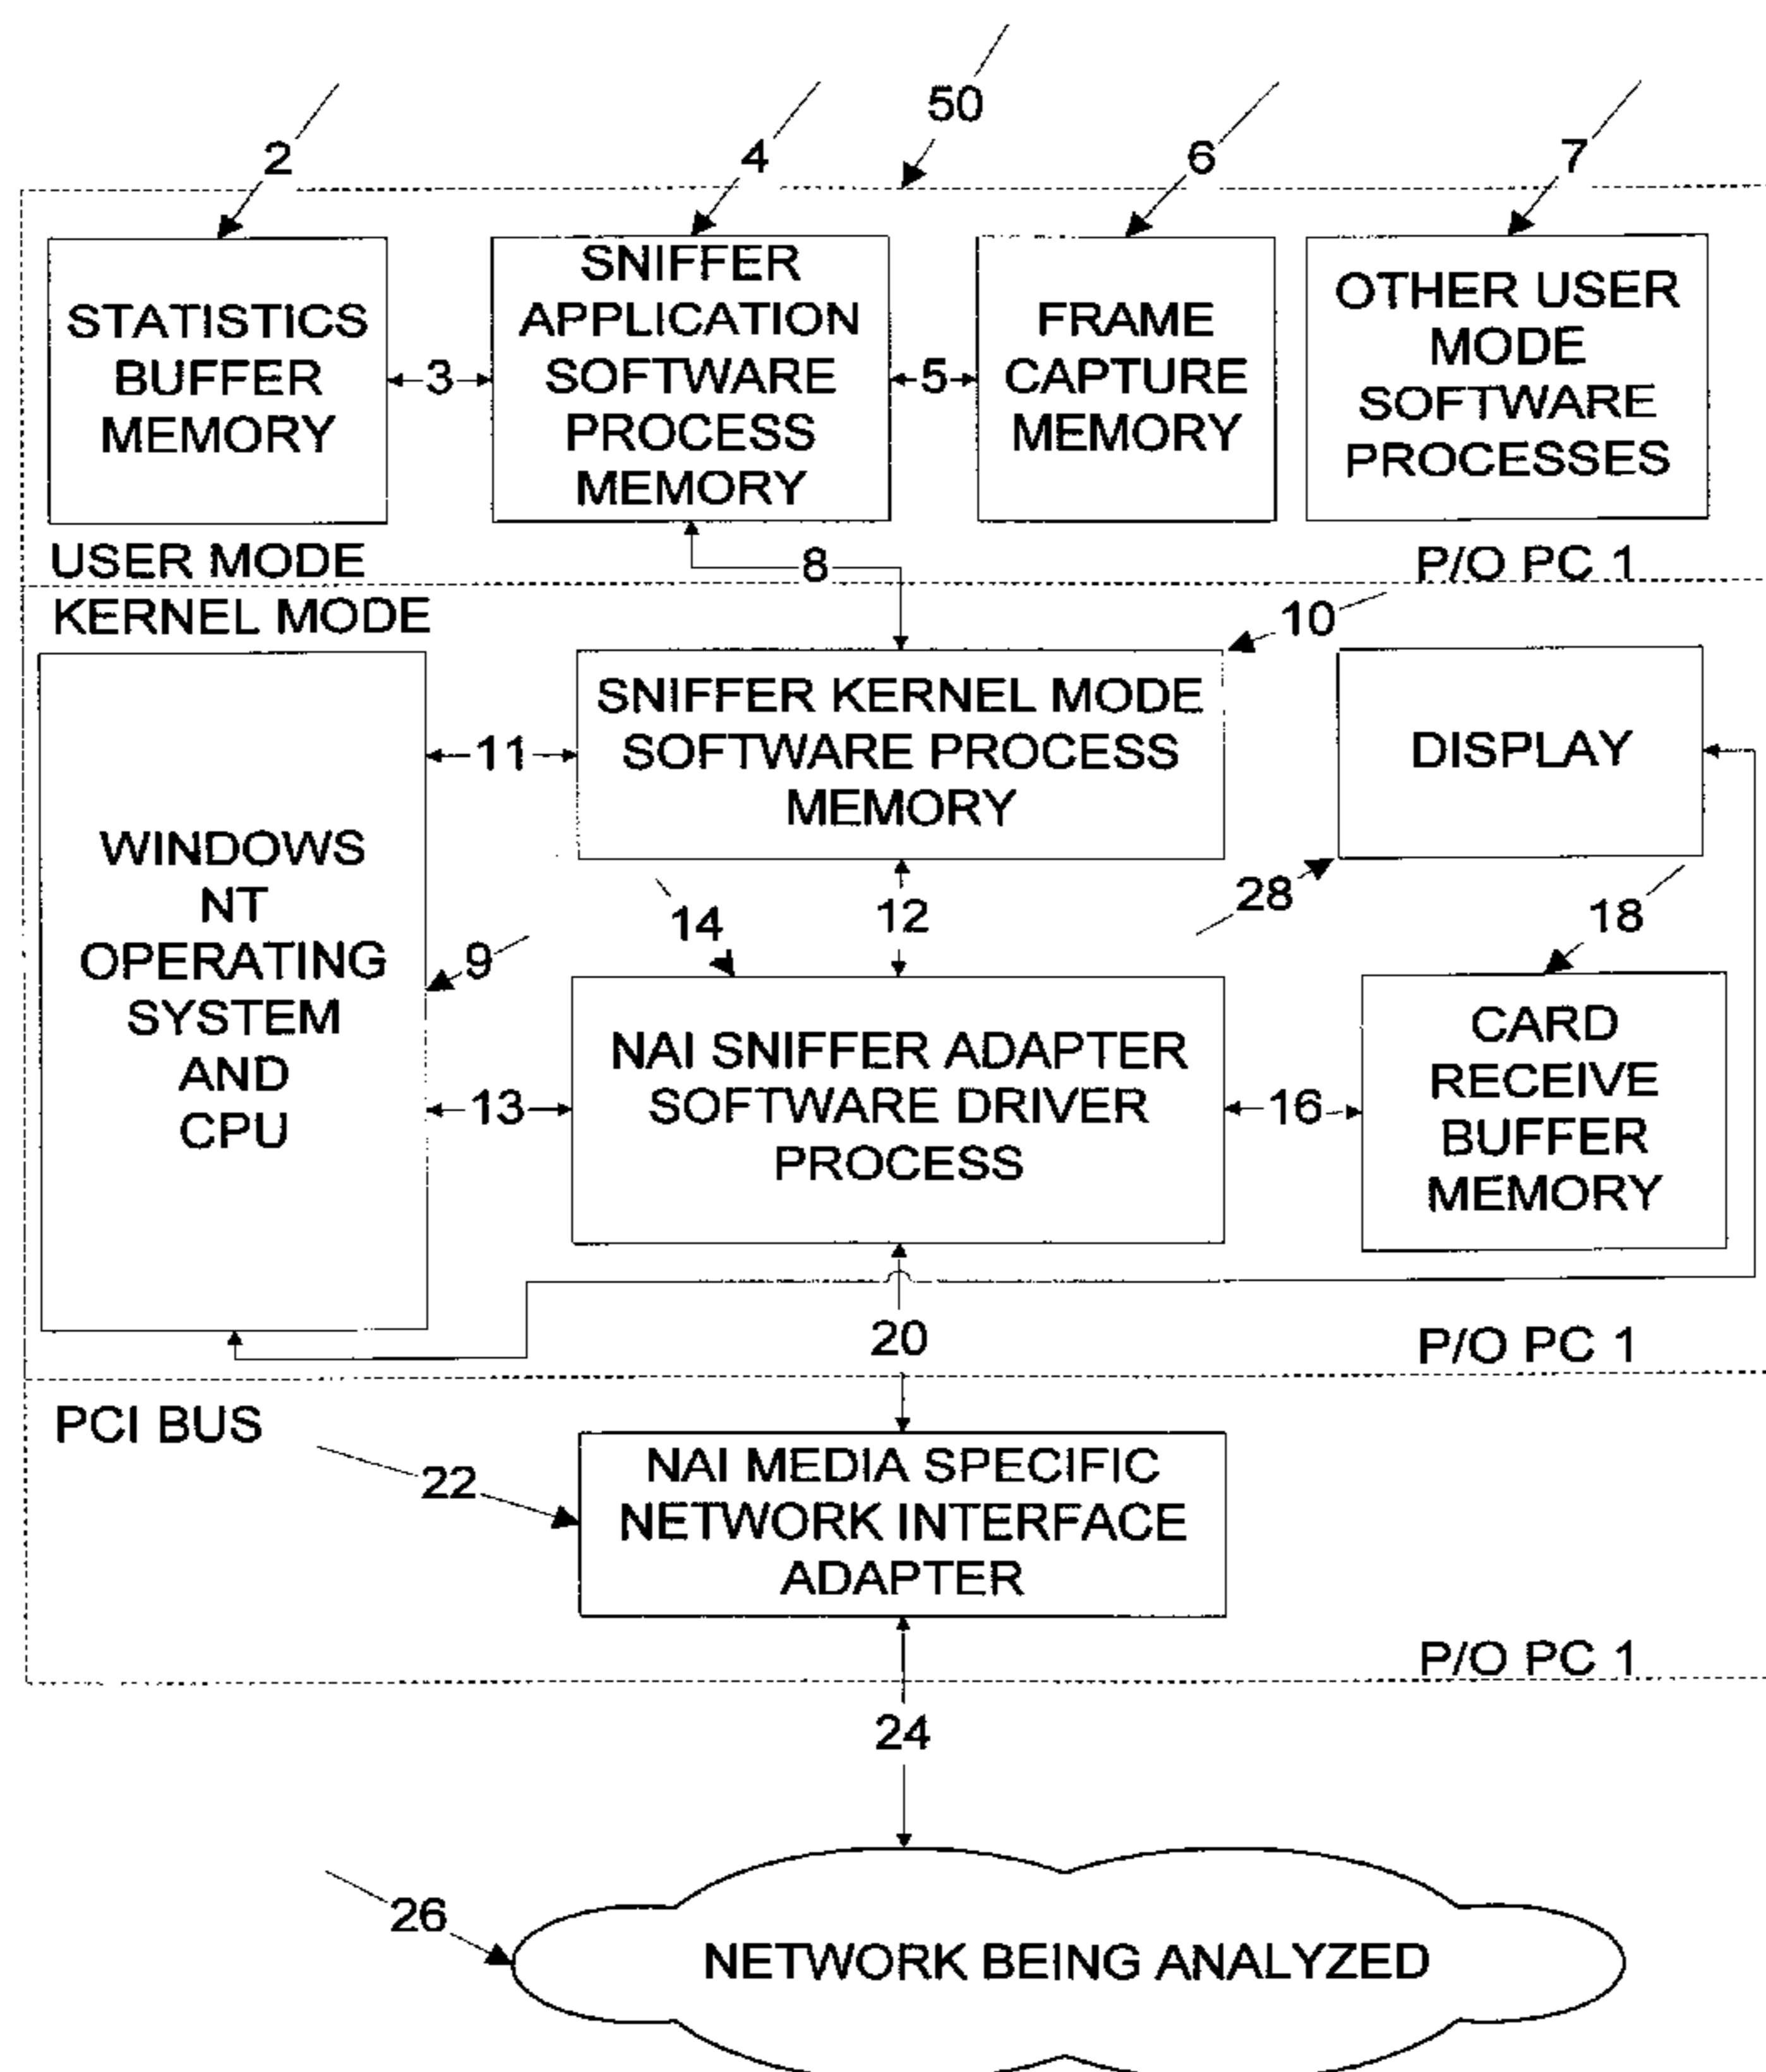 50
2
4
6
7
STATISTICS
BUFFER
MEMORY
3
SNIFFER
APPLICATION
SOFTWARE
PROCESS
MEMORY
5
FRAME
CAPTURE
MEMORY
OTHER USER
MODE
SOFTWARE
PROCESSES
USER MODE
8
P/O PC 1
KERNEL MODE
10
WINDOWS
NT
OPERATING
SYSTEM
AND
CPU
11
SNIFFER KERNEL MODE
SOFTWARE PROCESS
MEMORY
DISPLAY
9
14
12
28
18
13
NAI SNIFFER ADAPTER
SOFTWARE DRIVER
PROCESS
16
CARD
RECEIVE
BUFFER
MEMORY
20
P/O PC 1
PCI BUS
22
NAI MEDIA SPECIFIC
NETWORK INTERFACE
ADAPTER
P/O PC 1
24
26
NETWORK BEING ANALYZED